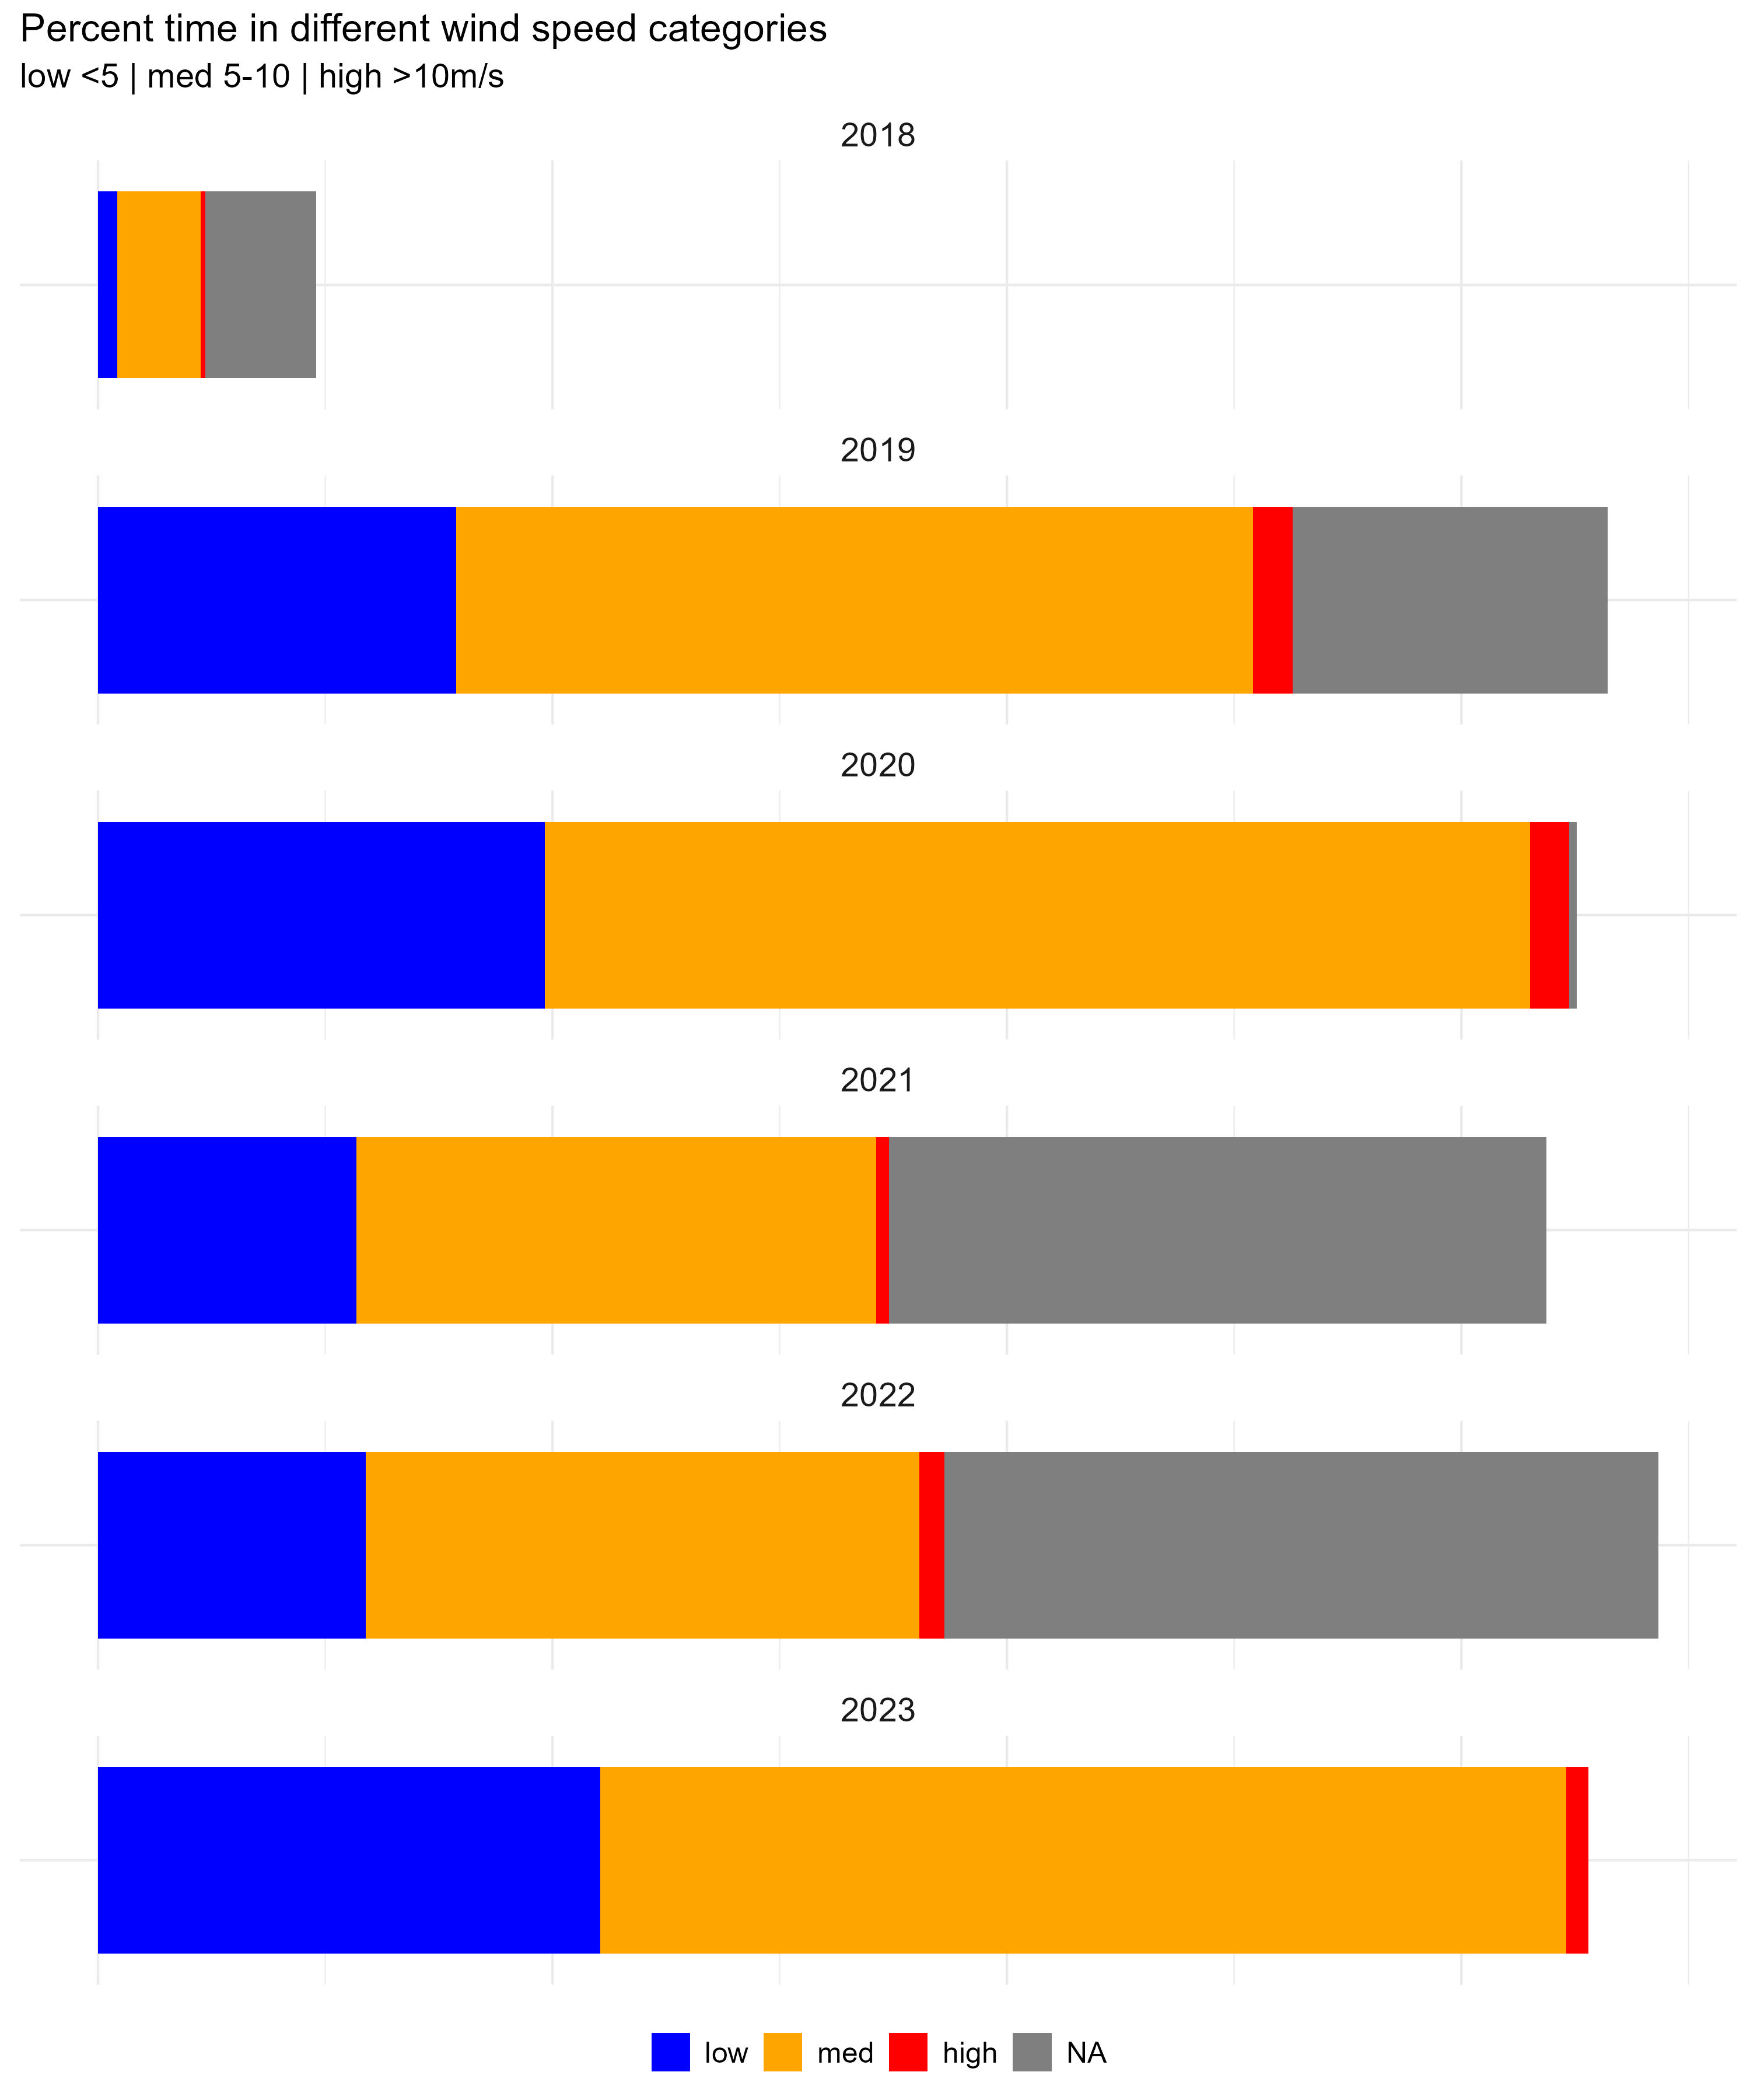 Percent time in different wind speed categories
low <5 | med 5-10 | high >10m/s
2018
2019
2020
2021
2022
2023
low med high NA